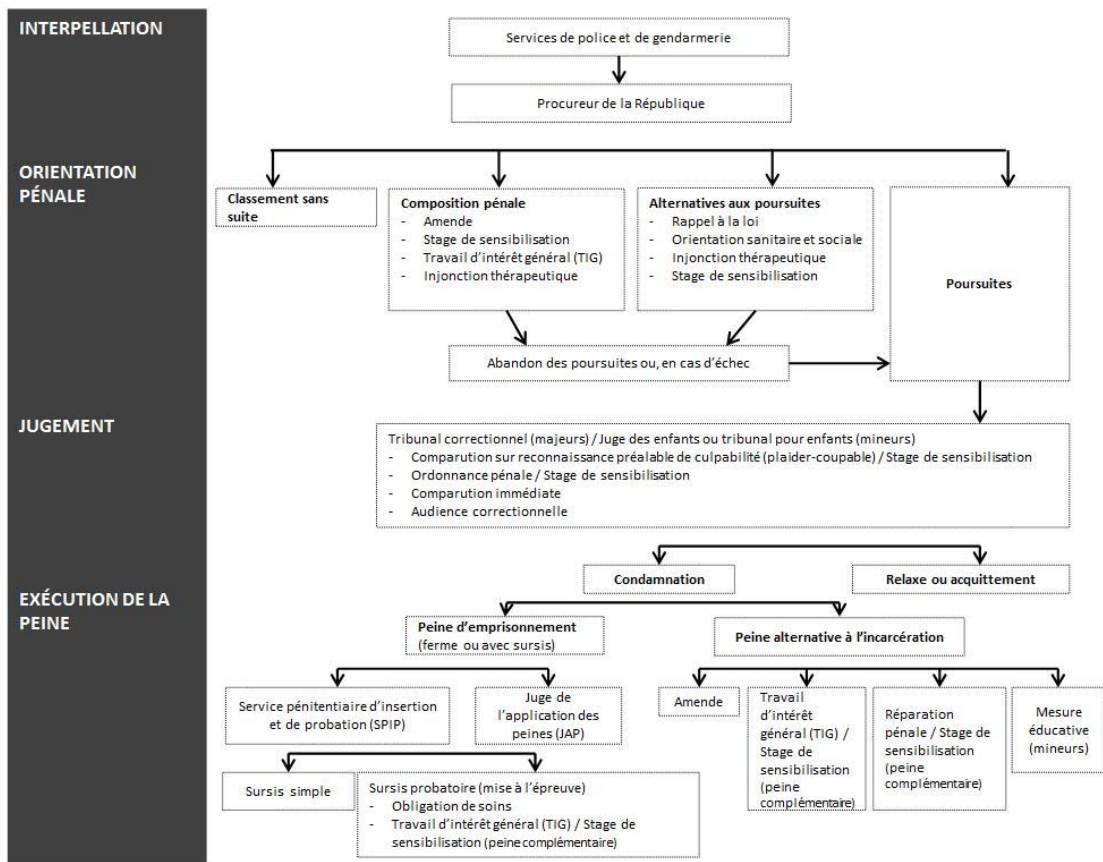 INTERPELLATION
Services de police et de gendarmerie
Procureur de la République
ORIENTATION
PÉNALE
Classement sans
suite
Composition pénale
- Amende
- Stage de sensibilisation
- Travail d'intérêt général (TIG)
- Injonction thérapeutique
Alternatives aux poursuites
- Rappel à la loi
- Orientation sanitaire et sociale
- Injonction thérapeutique
- Stage de sensibilisation
Poursuites
Abandon des poursuites ou, en cas d'échec
JUGEMENT
Tribunal correctionnel (majeurs) / Juge des enfants ou tribunal pour enfants (mineurs)
- Comparution sur reconnaissance préalable de culpabilité (plaider-coupable) / Stage de sensibilisation
- Ordonnance pénale / Stage de sensibilisation
- Comparution immédiate
- Audience correctionnelle
EXÉCUTION DE LA
PEINE
Condamnation
Relaxe ou acquittement
Peine d'emprisonnement
(ferme ou avec sursis)
Peine alternative à l'incarcération
Service pénitentiaire d'insertion
et de probation (SPIP)
Juge de
l'application des
peines (JAP)
Amende
Travail
d'intérêt
général (TIG) /
Stage de
sensibilisation
(peine
complémentaire)
Réparation
pénale / Stage de
sensibilisation
(peine
complémentaire)
Mesure
éducative
(mineurs)
Sursis simple
Sursis probatoire (mise à l'épreuve)
- Obligation de soins
- Travail d'intérêt général (TIG) / Stage de
sensibilisation (peine complémentaire)